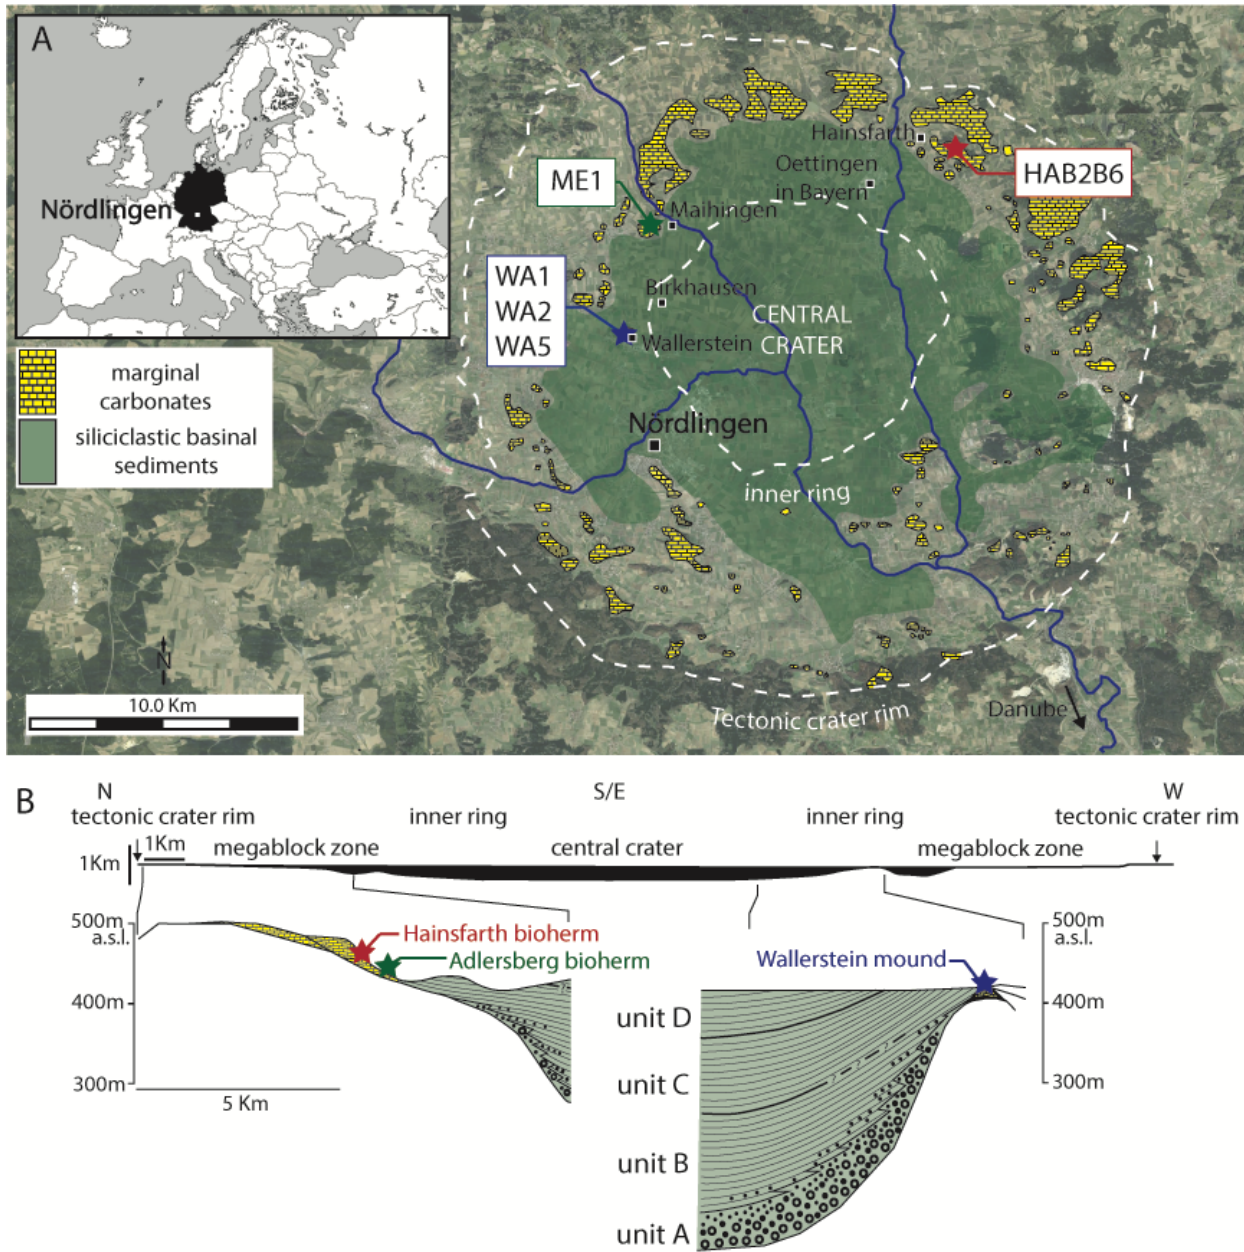 A
Nördlingen
marginal
carbonates
siliciclastic basinal
sediments
ME1
Maihingen
Hainsfarth
Oettingen
in Bayern
HAB2B6
WA1
WA2
WA5
Birkhausen
Wallerstein
CENTRAL
CRATER
Nördlingen
inner ring
Tectonic crater rim
Danube
N
10.0 Km
B
N
S/E
W
tectonic crater rim
inner ring
inner ring
tectonic crater rim
1Km
megablock zone
central crater
megablock zone
1Km
500m
a.s.l.
400m
300m
5 Km
Hainsfarth bioherm
Adlersberg bioherm
?
Wallerstein mound
500m
a.s.l.
400m
300m
unit D
unit C
unit B
unit A
?
?